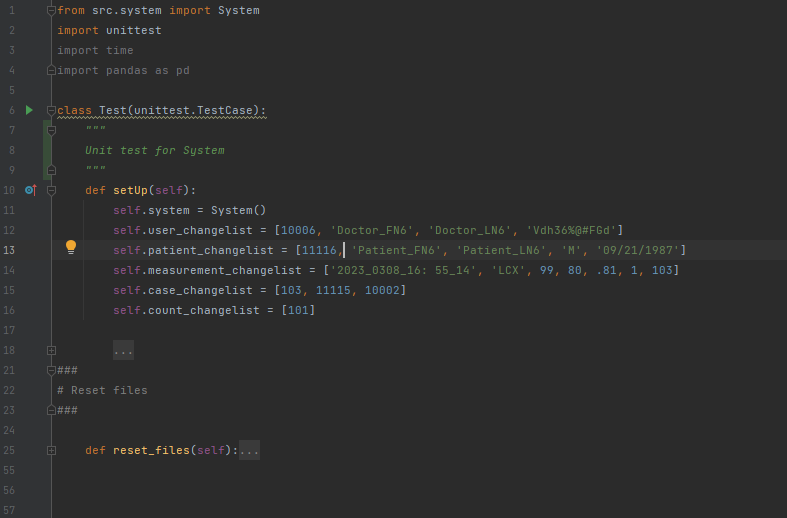 1 from src.system import System
2 import unittest
3 import time
4 import pandas as pd
5
6 class Test(unittest.TestCase):
7     """
8     Unit test for System
9     """
10     def setUp(self):
11         self.system = System()
12         self.user_changelist = [10006, 'Doctor_FN6', 'Doctor_LN6', 'Vdh36%@#FGd']
13         self.patient_changelist = [11116, 'Patient_FN6', 'Patient_LN6', 'M', '09/21/1987']
14         self.measurement_changelist = ['2023_0308_16: 55_14', 'LCX', 99, 80, .81, 1, 103]
15         self.case_changelist = [103, 11115, 10002]
16         self.count_changelist = [101]
17
18         ...
21 ###
22 # Reset files
23 ###
24
25     def reset_files(self):...
55
56
57